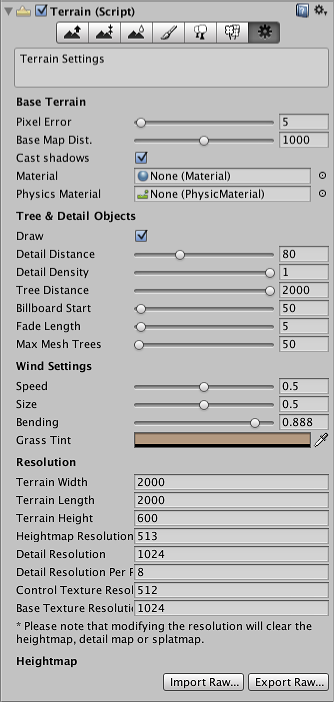 Terrain (Script)
Terrain Settings
Base Terrain
Pixel Error 5
Base Map Dist. 1000
Cast shadows
Material None (Material)
Physics Material None (PhysicMaterial)
Tree & Detail Objects
Draw
Detail Distance 80
Detail Density 1
Tree Distance 2000
Billboard Start 50
Fade Length 5
Max Mesh Trees 50
Wind Settings
Speed 0.5
Size 0.5
Bending 0.888
Grass Tint
Resolution
Terrain Width 2000
Terrain Length 2000
Terrain Height 600
Heightmap Resolution 513
Detail Resolution 1024
Detail Resolution Per P 8
Control Texture Resol 512
Base Texture Resoluti 1024
* Please note that modifying the resolution will clear the
heightmap, detail map or splatmap.
Heightmap
Import Raw... Export Raw...